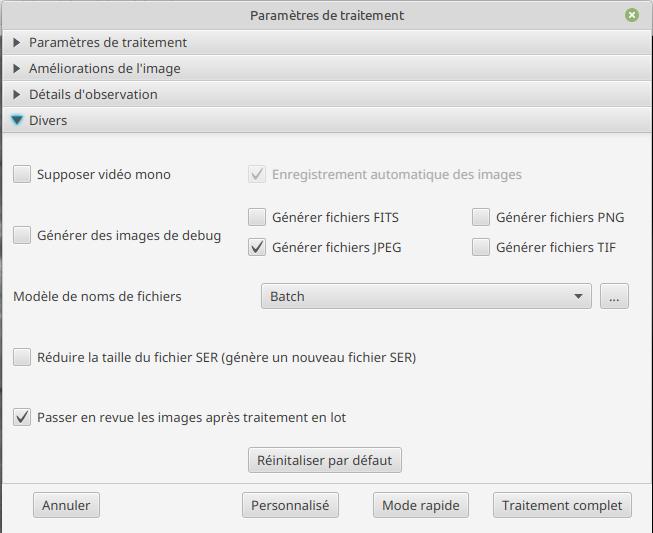 Paramètres de traitement
Paramètres de traitement
Améliorations de l'image
Détails d'observation
Divers
Supposer vidéo mono
Enregistrement automatique des images
Générer des images de debug
Générer fichiers FITS
Générer fichiers PNG
Générer fichiers JPEG
Générer fichiers TIF
Modèle de noms de fichiers
Batch
...
Réduire la taille du fichier SER (génère un nouveau fichier SER)
Passer en revue les images après traitement en lot
Réinitaliser par défaut
Annuler
Personnalisé
Mode rapide
Traitement complet